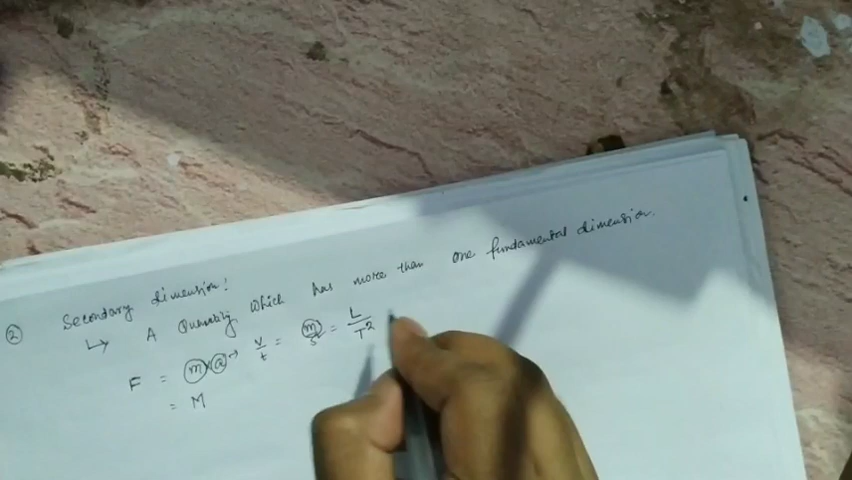 ② Secondary dimension:
↳ A Quantity which has more than one fundamental dimension.
F = m × a → v/t = m/s² = L/T²
= M